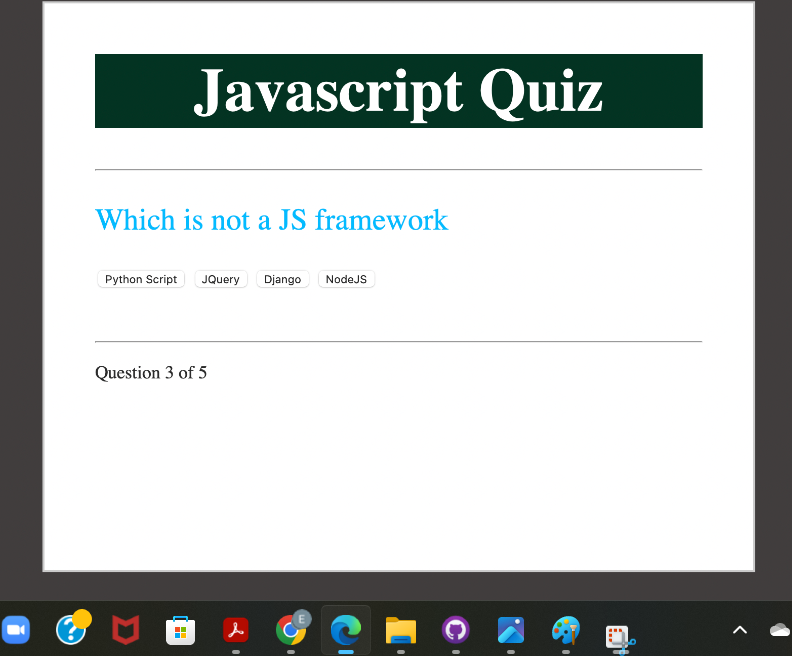 Javascript Quiz
Which is not a JS framework
Python Script JQuery Django NodeJS
Question 3 of 5
E